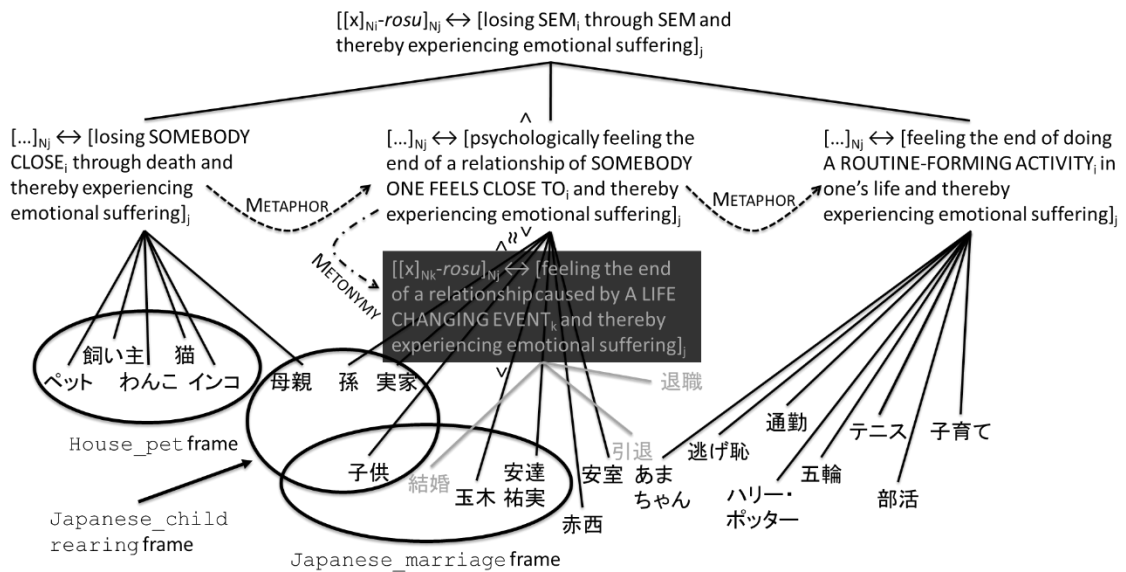 [[x]Ni-rosu]Nj ↔ [losing SEMi through SEM and
thereby experiencing emotional suffering]j
[…]Nj ↔ [losing SOMEBODY
CLOSEi through death and
thereby experiencing
emotional suffering]j
METAPHOR
[…]Nj ↔ [psychologically feeling the
end of a relationship of SOMEBODY
ONE FEELS CLOSE TOi and thereby
experiencing emotional suffering]j
METAPHOR
[…]Nj ↔ [feeling the end of doing
A ROUTINE-FORMING ACTIVITYi in
one's life and thereby
experiencing emotional suffering]j
METONYMY
≈
[[x]Nk-rosu]Nj ↔ [feeling the end
of a relationship caused by A LIFE
CHANGING EVENTk and thereby
experiencing emotional suffering]j
飼い主 猫
ペット わんこ インコ
母親 孫 実家
退職
House_pet frame
子供
結婚
玉木
安達
祐実
赤西
安室
引退
あま
ちゃん
逃げ恥
通勤
ハリー・
ポッター
五輪
テニス
部活
子育て
Japanese_child
rearing frame
Japanese_marriage frame